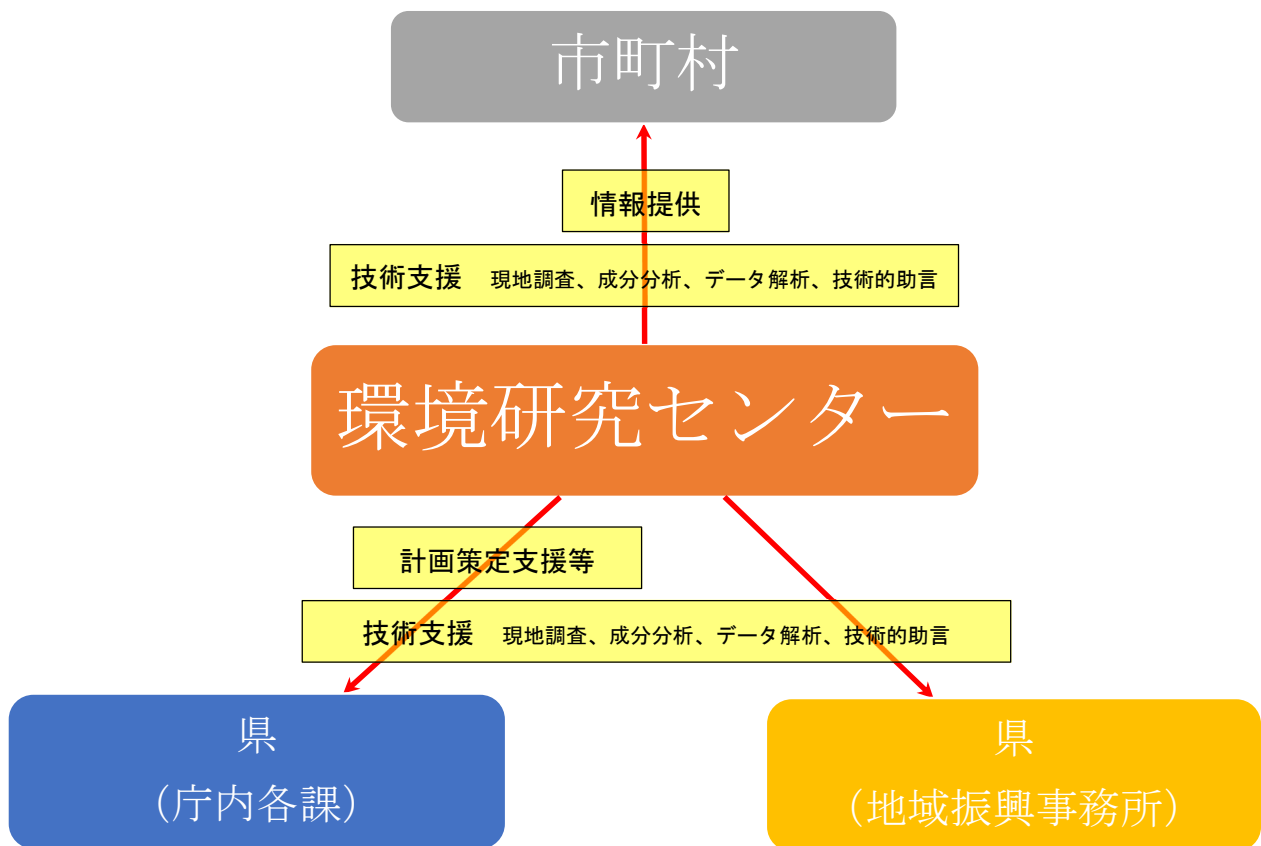 市町村
情報提供
技術支援 現地調査、成分分析、データ解析、技術的助言
環境研究センター
計画策定支援等
技術支援 現地調査、成分分析、データ解析、技術的助言
県
（庁内各課）
県
（地域振興事務所）